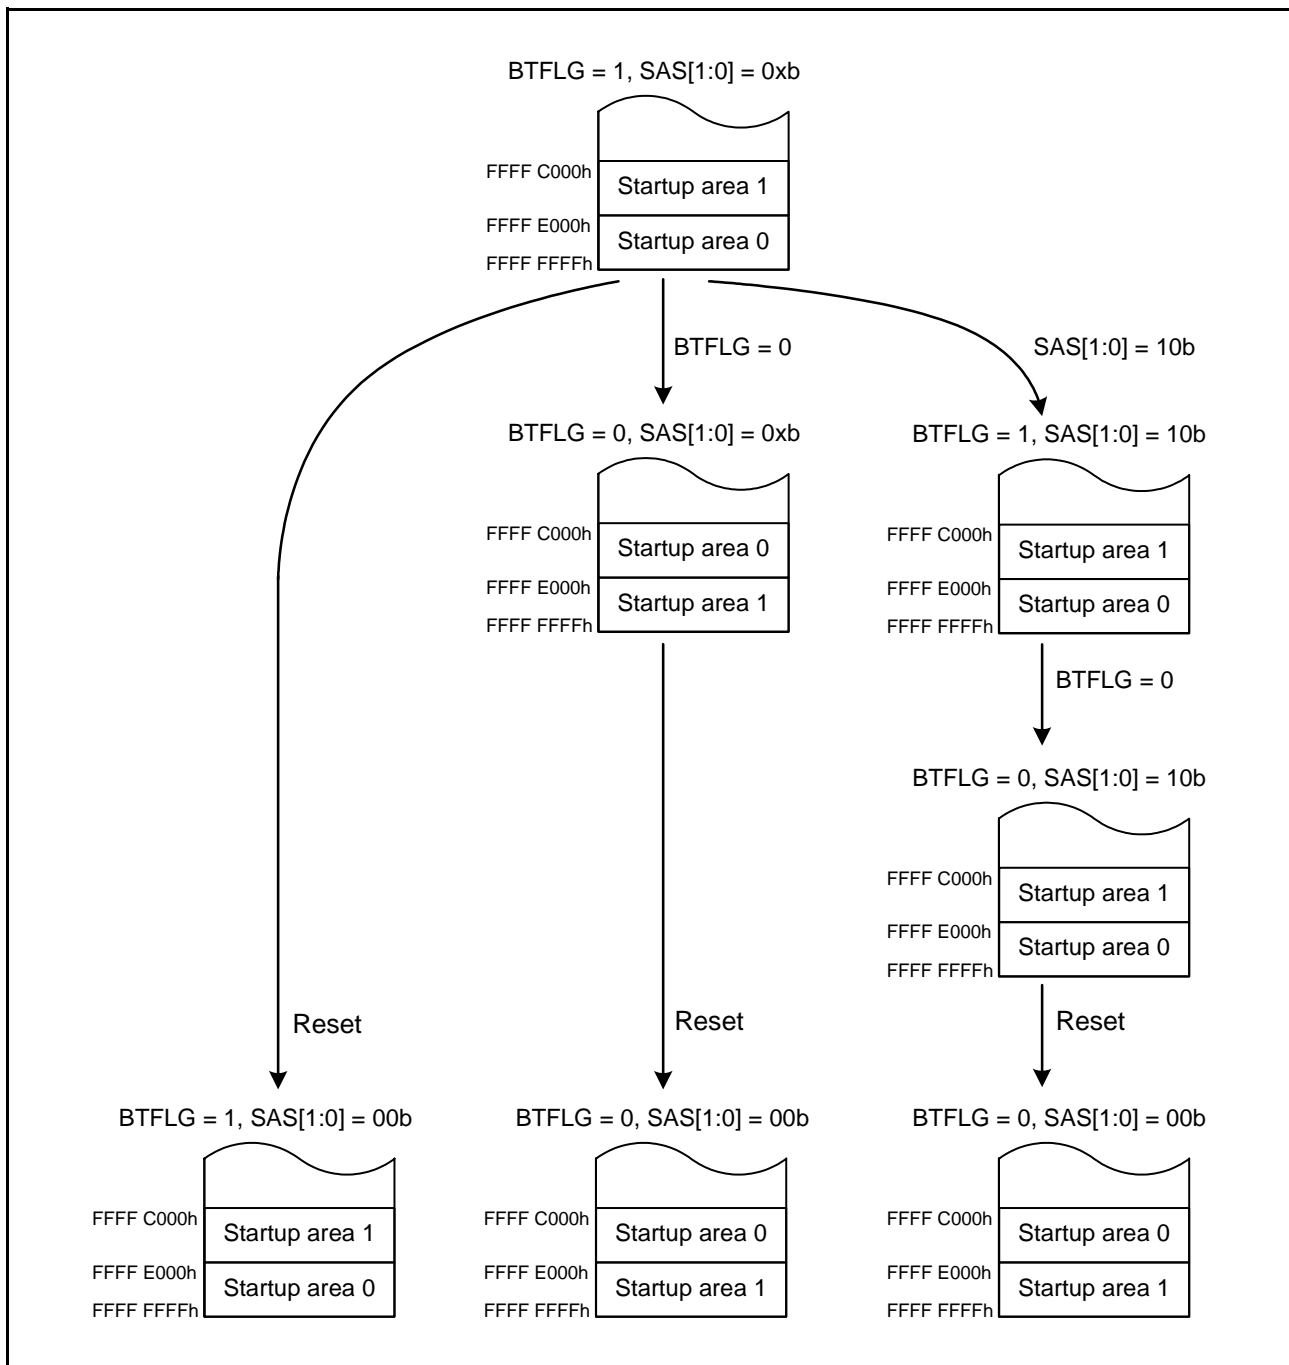 BTFLG = 1, SAS[1:0] = 0xb
FFFF C000h
Startup area 1
FFFF E000h
Startup area 0
FFFF FFFFh
BTFLG = 0
SAS[1:0] = 10b
BTFLG = 0, SAS[1:0] = 0xb
FFFF C000h
Startup area 0
FFFF E000h
Startup area 1
FFFF FFFFh
BTFLG = 1, SAS[1:0] = 10b
FFFF C000h
Startup area 1
FFFF E000h
Startup area 0
FFFF FFFFh
BTFLG = 0
BTFLG = 0, SAS[1:0] = 10b
FFFF C000h
Startup area 1
FFFF E000h
Startup area 0
FFFF FFFFh
Reset
Reset
Reset
BTFLG = 1, SAS[1:0] = 00b
FFFF C000h
Startup area 1
FFFF E000h
Startup area 0
FFFF FFFFh
BTFLG = 0, SAS[1:0] = 00b
FFFF C000h
Startup area 0
FFFF E000h
Startup area 1
FFFF FFFFh
BTFLG = 0, SAS[1:0] = 00b
FFFF C000h
Startup area 0
FFFF E000h
Startup area 1
FFFF FFFFh